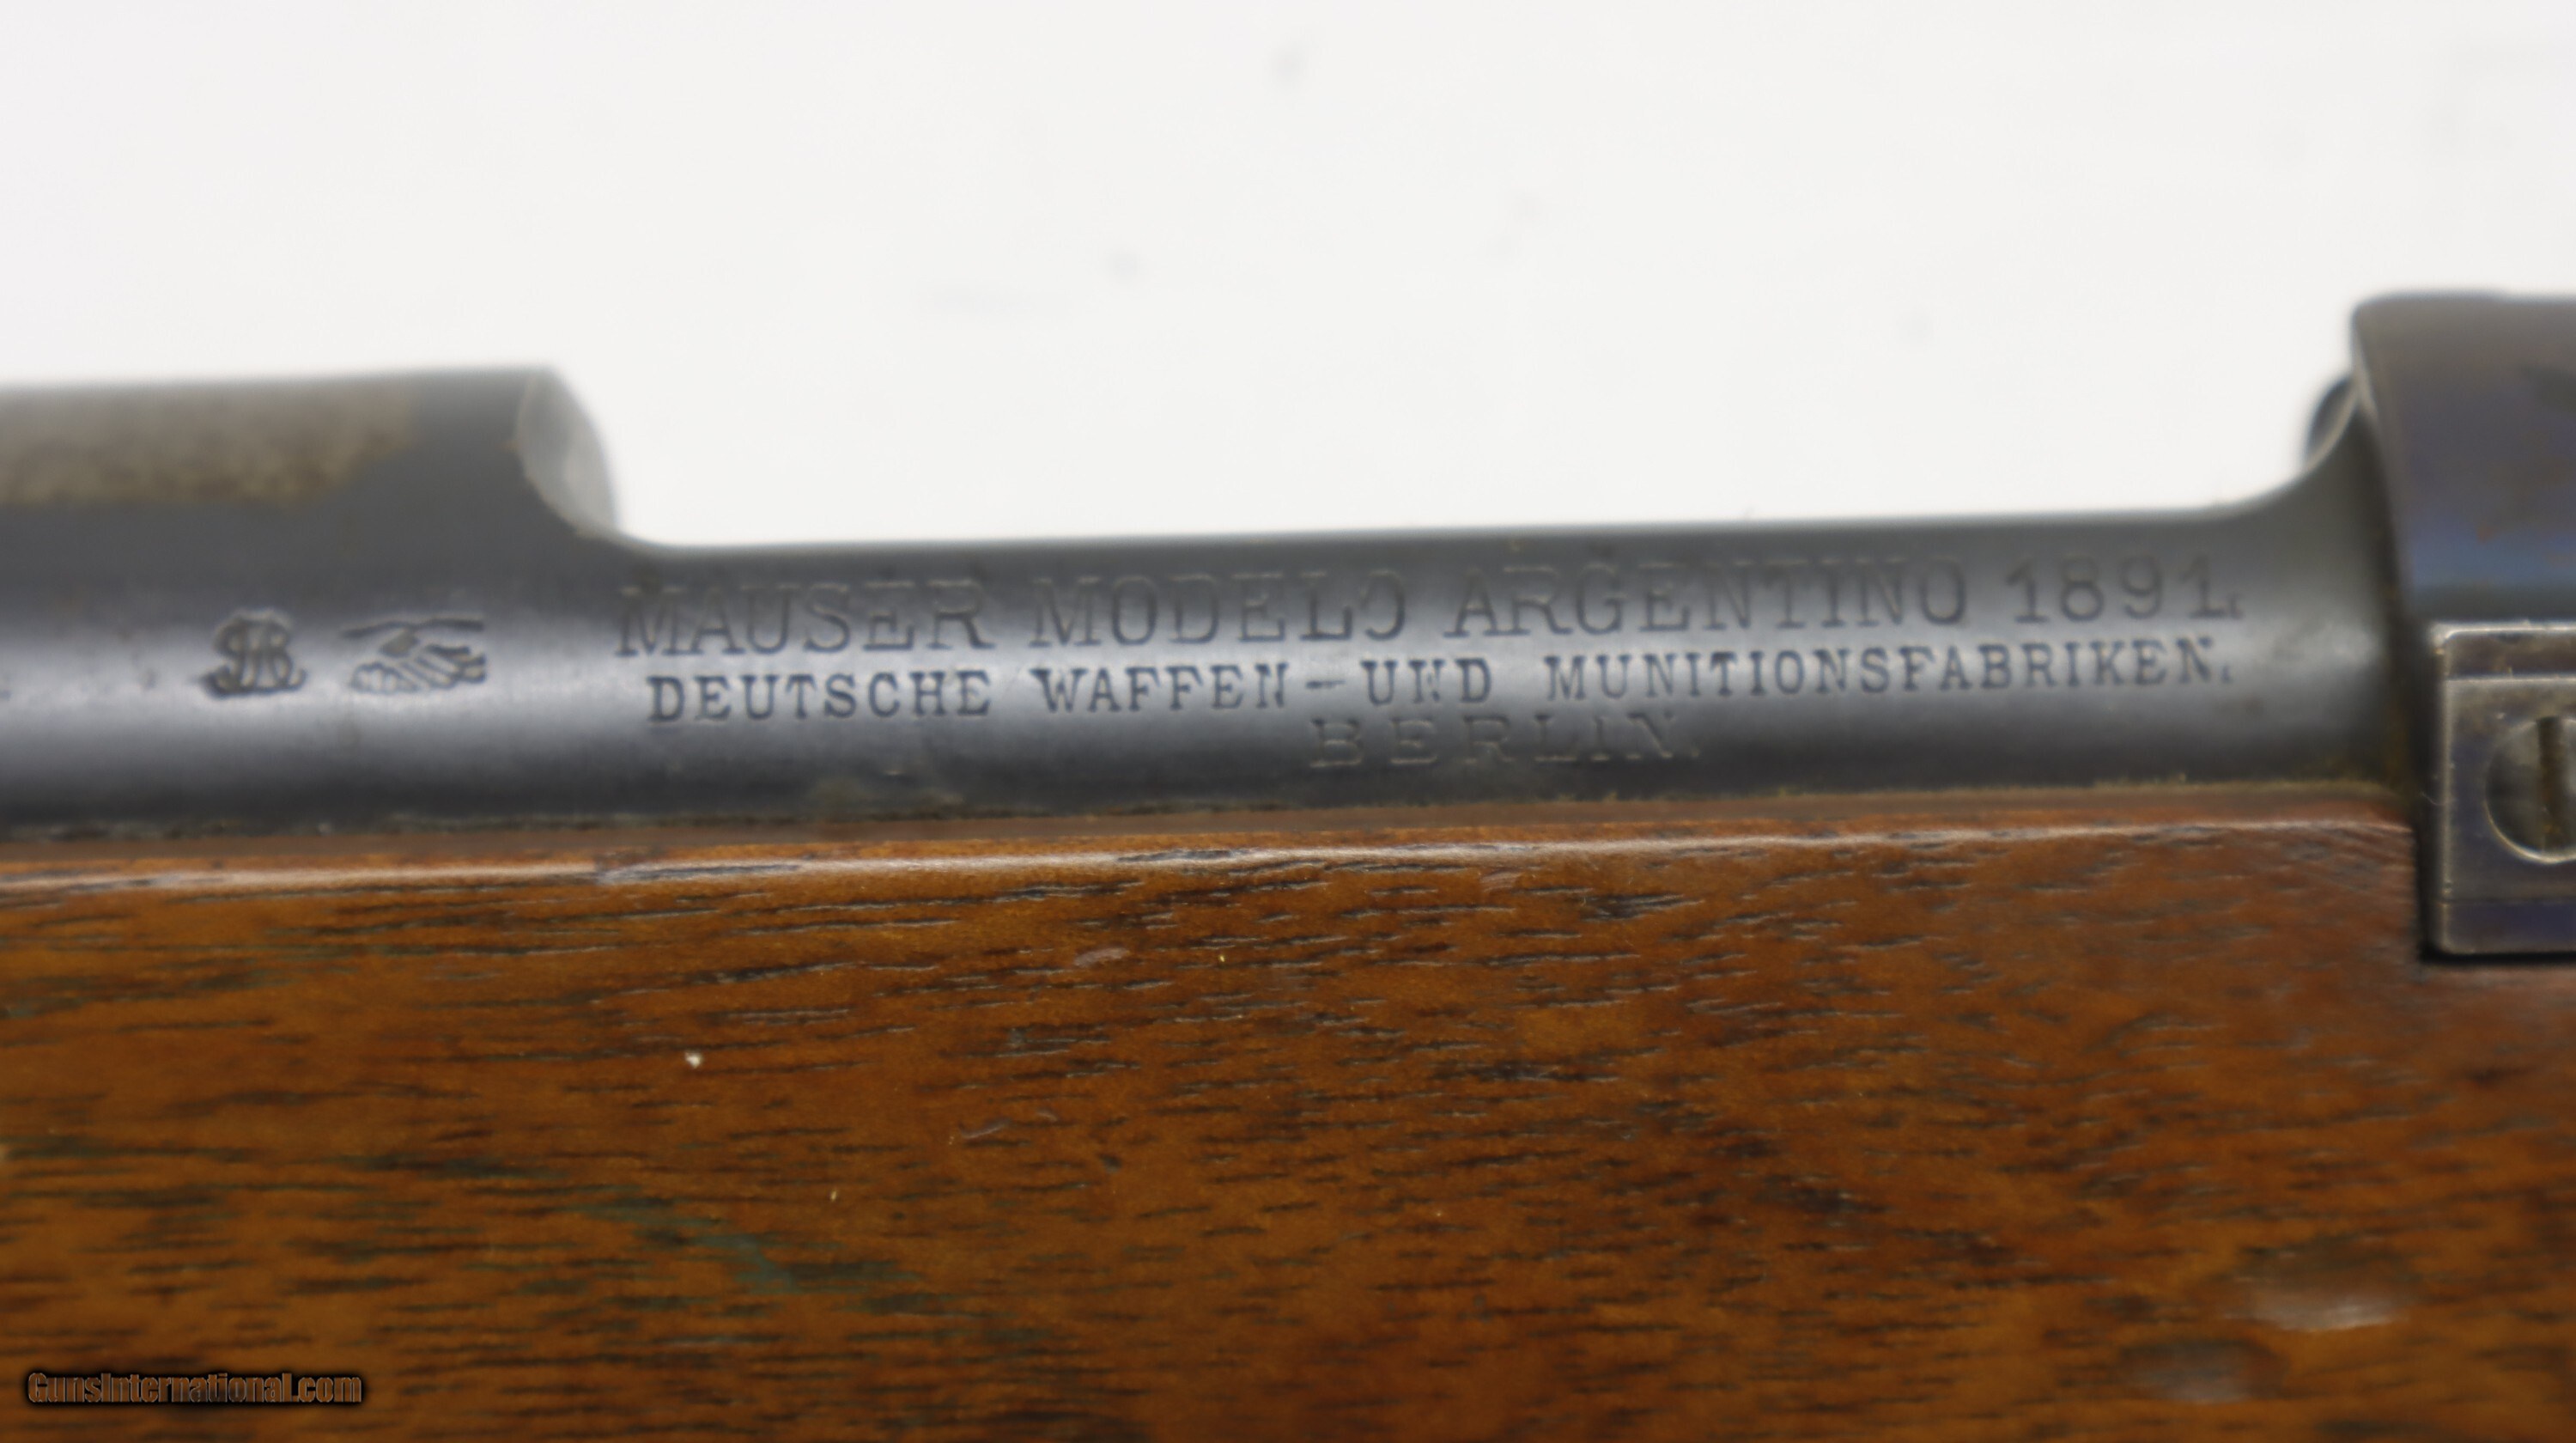 MAUSER MODELO ARGENTINO 1891.
DEUTSCHE WAFFEN-UND MUNITIONSFABRIKEN.
BERLIN.
GunsInternational.com